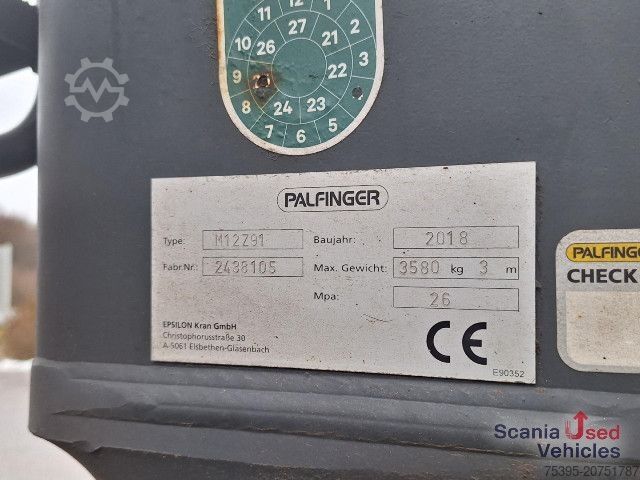 12 1
11 2
10 27 21
26 3
9 22
8 24 23 4
7 6 5
PALFINGER
Type: M12Z91 Baujahr: 2018
Fabr.Nr.: 2438105 Max. Gewicht: 3580 kg 3 m
Mpa: 26
EPSILON Kran GmbH
Christophorusstraße 30
A-5061 Elsbethen-Glasenbach
CE
E90352
PALFINGER
CHECK
Scania Used
Vehicles
75395-20751787